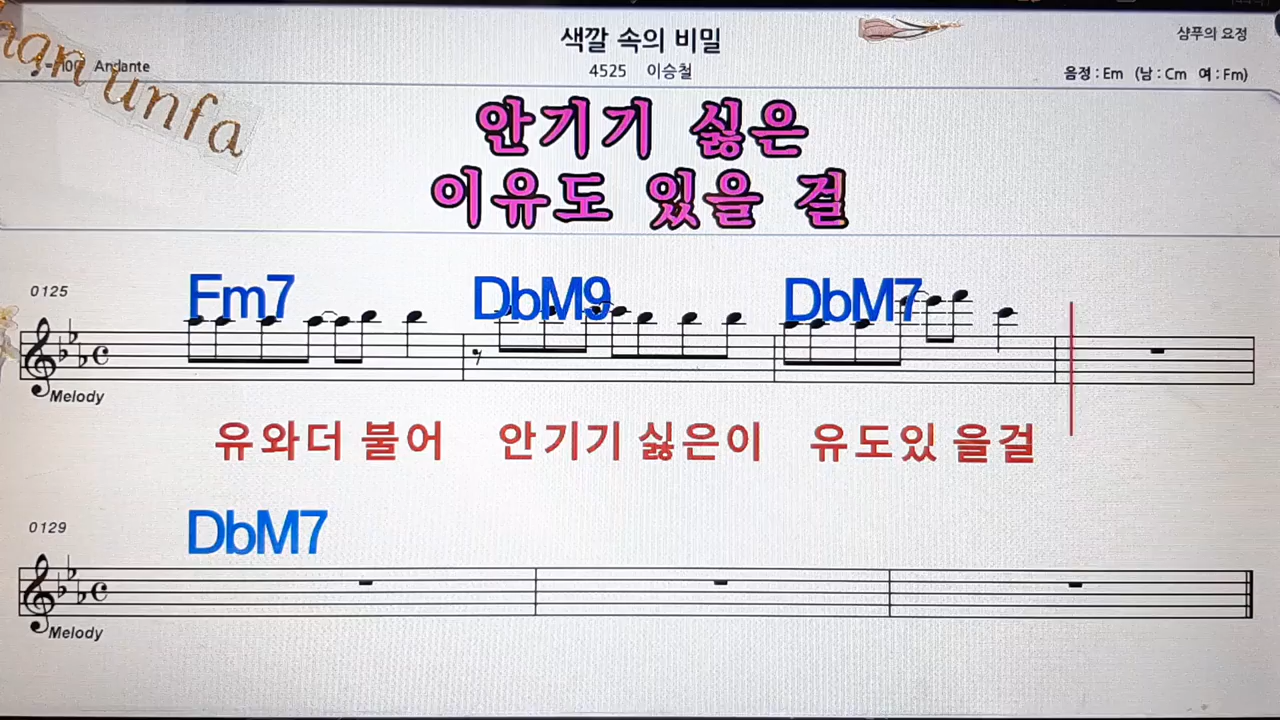 색깔 속의 비밀
샴푸의 요정
4525 이승철
Andante
음정 : Em (남 : Cm 여 : Fm)
unfa
안기기 싫은
이유도 있을 걸
0125
Fm7 DbM9 DbM7
Melody
유와더 불어 안기기 싫은이 유도있 을걸
0129
DbM7
Melody